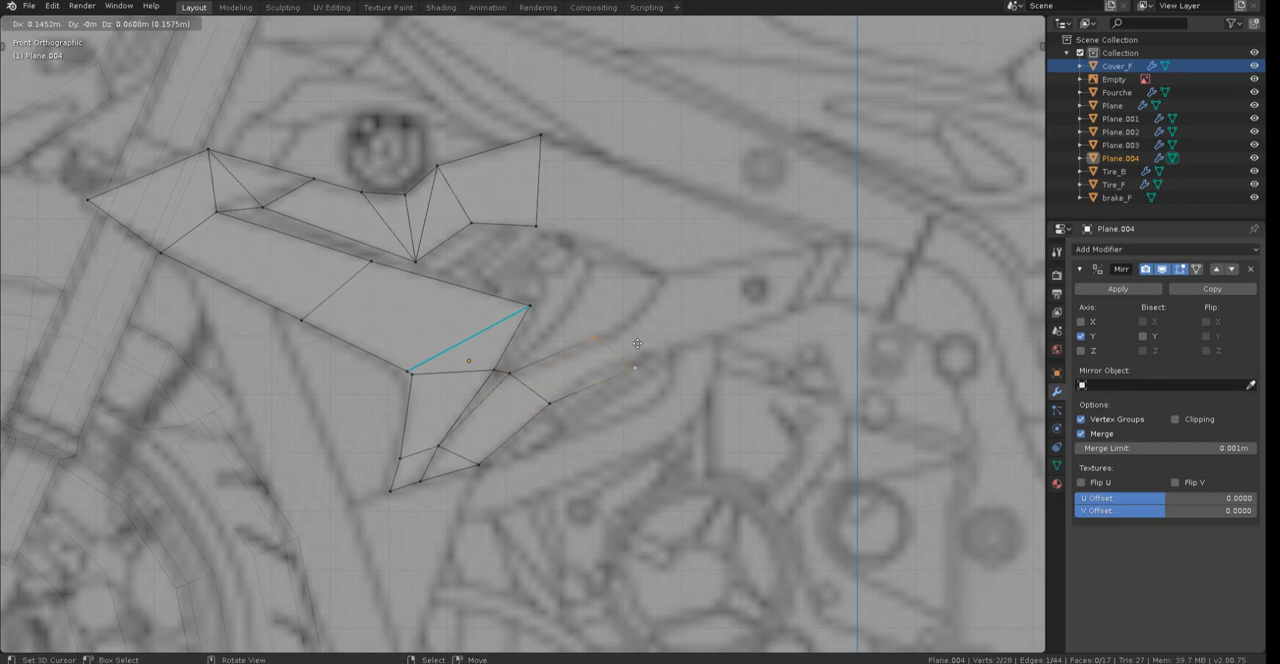 File Edit Render Window Help Layout Modeling Sculpting UV Editing Texture Paint Shading Animation Rendering Compositing Scripting + Scene View Layer
Dx: 0.1452m Dy: -0m Dz: 0.0608m (0.1575m)
Front Orthographic
(1) Plane.004
Scene Collection
Collection
Cover_F
Empty
Fourche
Plane
Plane.001
Plane.002
Plane.003
Plane.004
Tire_B
Tire_F
brake_F
Plane.004
Add Modifier
Mirr
Apply Copy
Axis: Bisect: Flip:
X X X
Y Y Y
Z Z Z
Mirror Object:
Options:
Vertex Groups Clipping
Merge
Merge Limit: 0.001m
Textures:
Flip U Flip V
U Offset: 0.0000
V Offset: 0.0000
Set 3D Cursor Box Select Rotate View Select Move Plane.004 | Verts:2/28 | Edges:1/44 | Faces:0/17 | Tris: 27 | Mem: 39.7 MB | v2.80.75